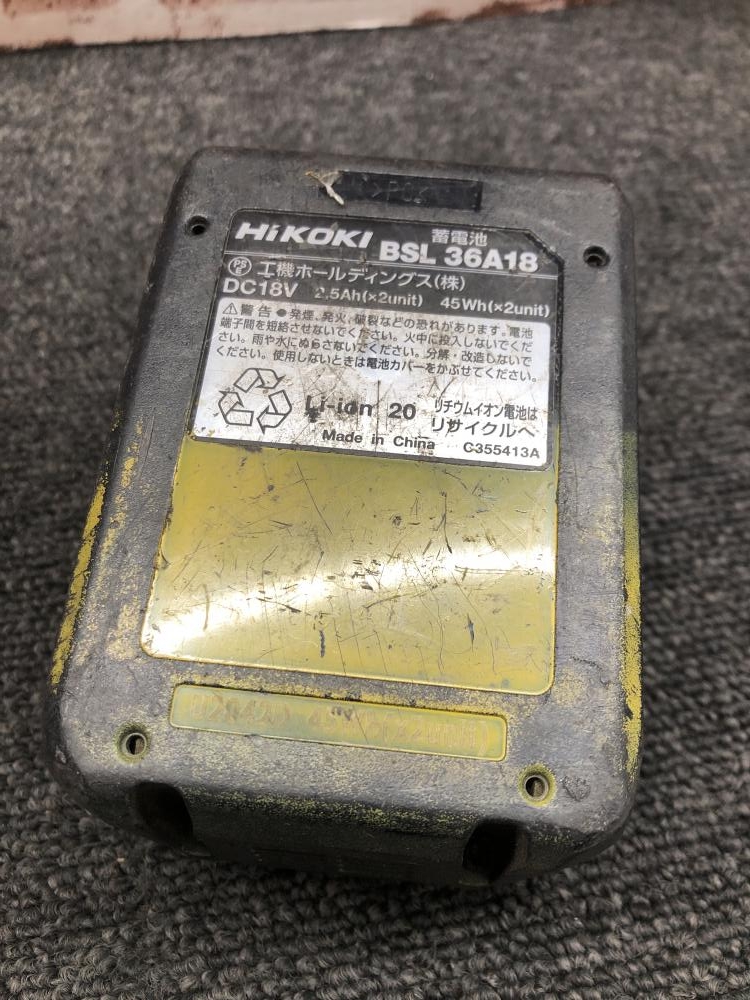 >PC<
HiKOKI 蓄電池 BSL 36A18
PSE 工機ホールディングス(株)
DC18V 2.5Ah(×2unit) 45Wh(×2unit)
⚠警告 ●発煙、発火、破裂などの恐れがあります。電池
端子間を短絡させないでください。火中に投入しないでくだ
さい。雨や水にぬらさないでください。分解・改造しないで
ください。使用しないときは電池カバーをかぶせてください。
Li-ion 20 リチウムイオン電池は
リサイクルへ
Made in China C355413A